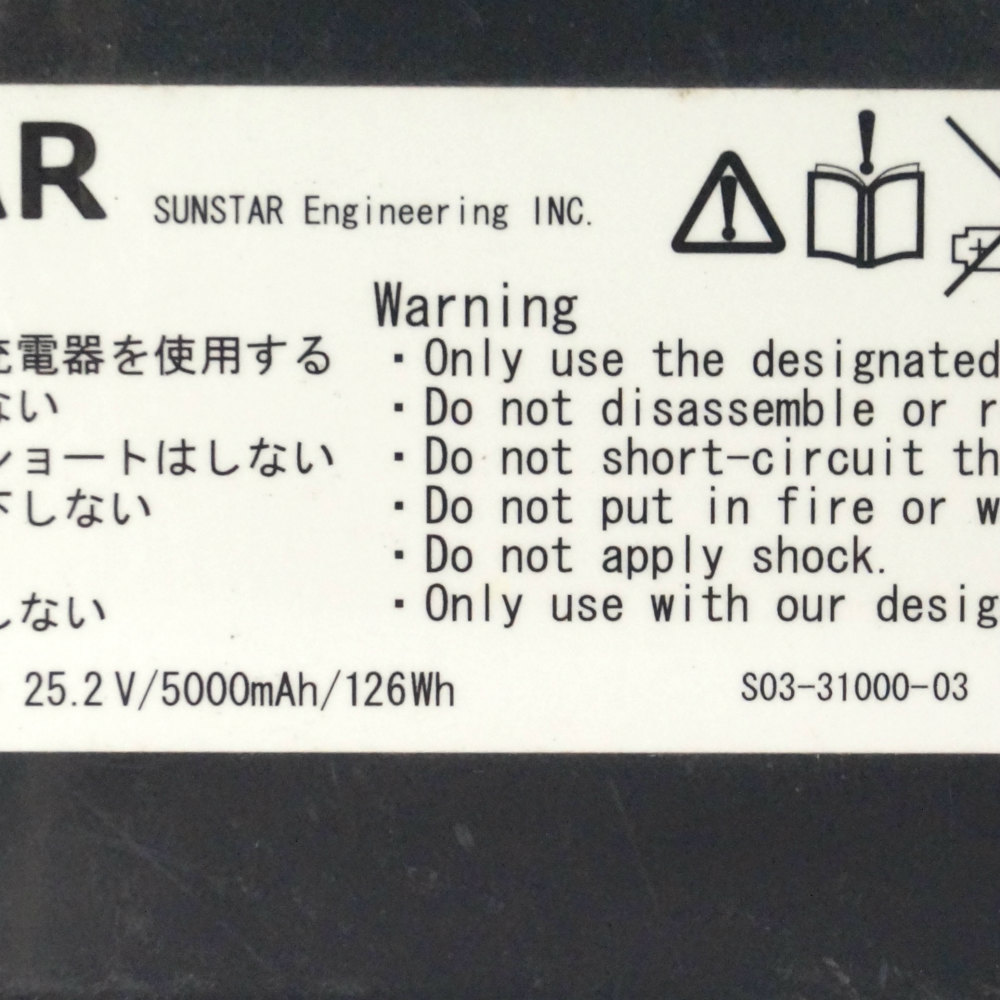 AR SUNSTAR Engineering INC.
Warning
充電器を使用する ・Only use the designated
ない ・Do not disassemble or r
ショートはしない ・Do not short-circuit th
下しない ・Do not put in fire or w
・Do not apply shock.
しない ・Only use with our desig
25.2V/5000mAh/126Wh S03-31000-03